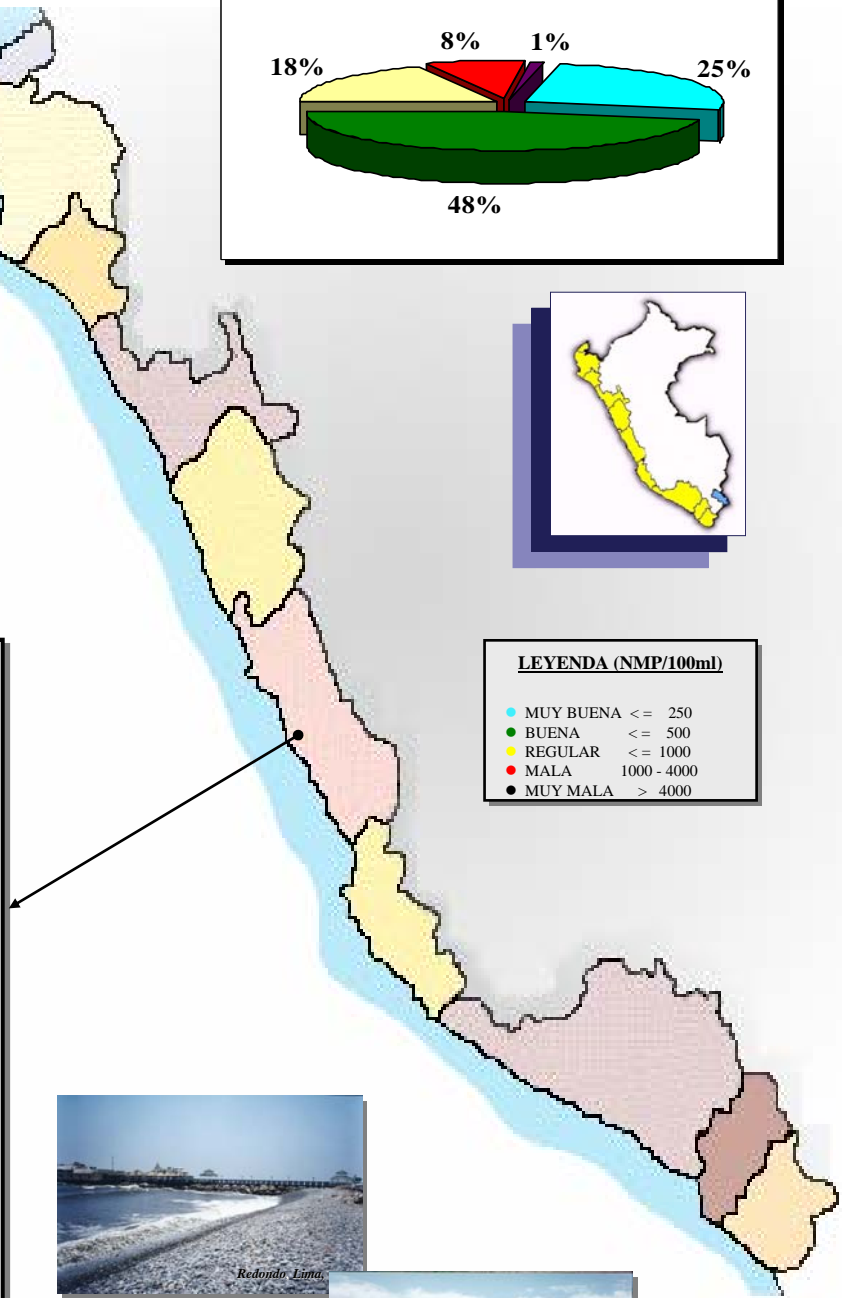 8% 1%
18% 25%
48%
LEYENDA (NMP/100ml)
MUY BUENA <= 250
BUENA <= 500
REGULAR <= 1000
MALA 1000 - 4000
MUY MALA > 4000
Redondo Lima.